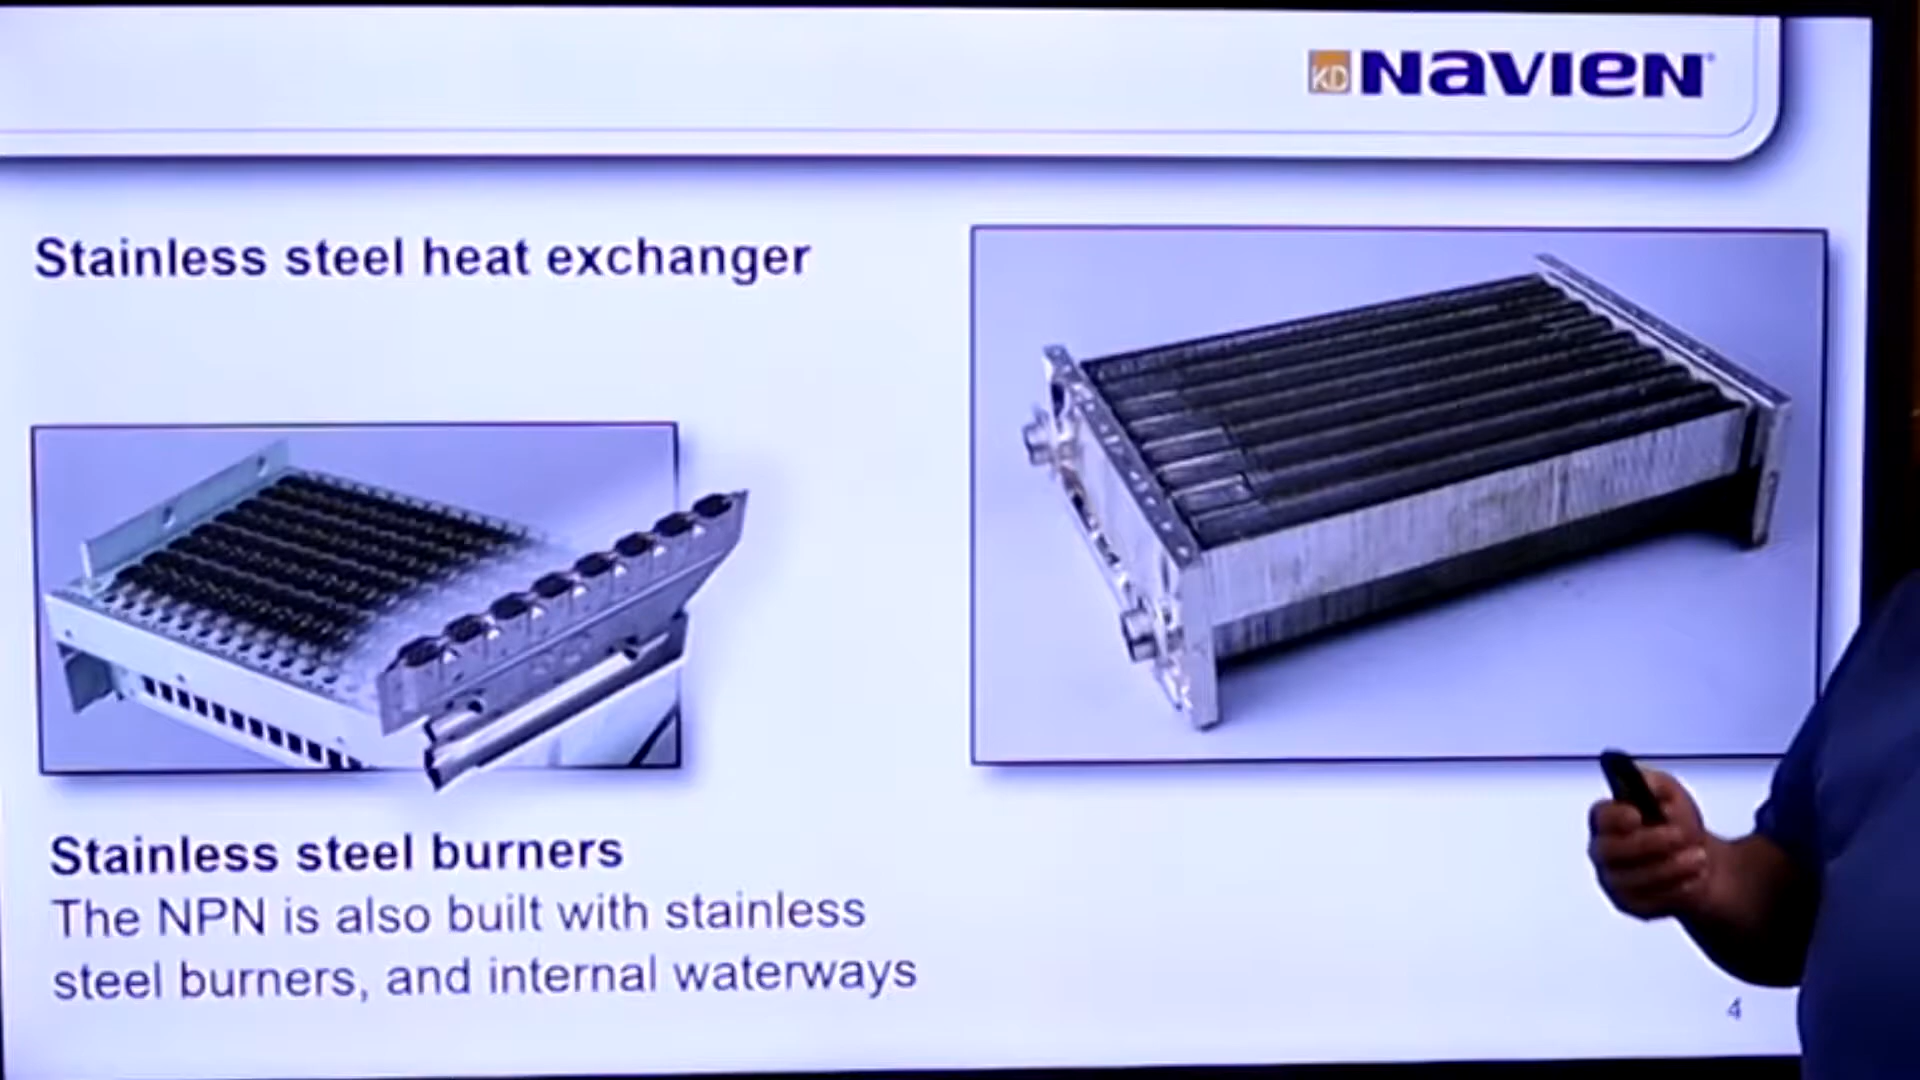 KD NAVIEN
Stainless steel heat exchanger
Stainless steel burners
The NPN is also built with stainless
steel burners, and internal waterways
4